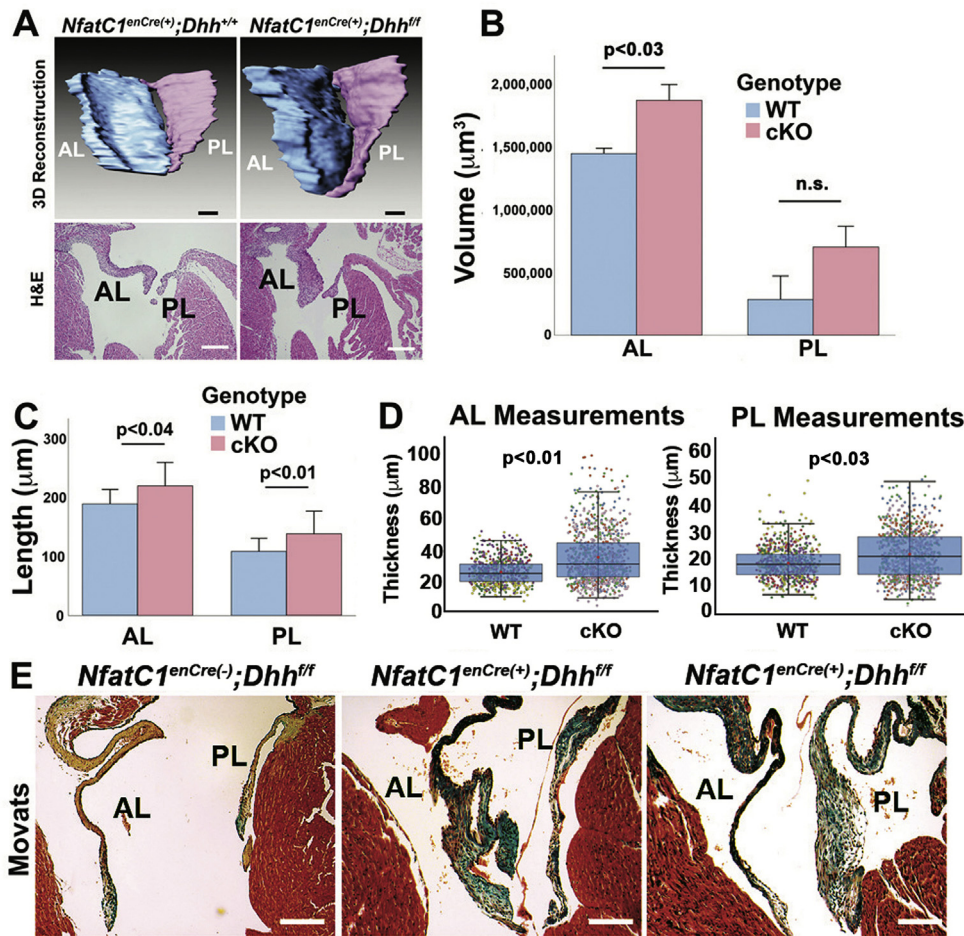 A
NfatC1enCre(+);Dhh+/+
NfatC1enCre(+);Dhhf/f
3D Reconstruction
AL
PL
AL
PL
H&E
AL
PL
AL
PL
B
p<0.03
Genotype
WT
cKO
n.s.
Volume (μm³)
2,000,000
1,500,000
1,000,000
500,000
0
AL
PL
C
Genotype
WT
cKO
p<0.04
p<0.01
Length (μm)
300
200
100
0
AL
PL
D
AL Measurements
p<0.01
Thickness (μm)
100
80
60
40
20
0
WT
cKO
PL Measurements
p<0.03
Thickness (μm)
60
50
40
30
20
10
0
WT
cKO
E
NfatC1enCre(-);Dhhf/f
NfatC1enCre(+);Dhhf/f
NfatC1enCre(+);Dhhf/f
Movats
AL
PL
AL
PL
AL
PL